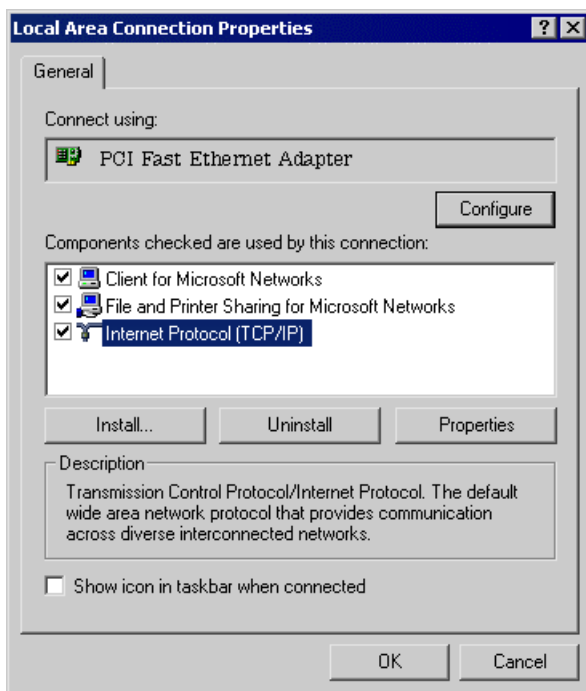 Local Area Connection Properties
General
Connect using:
PCI Fast Ethernet Adapter
Configure
Components checked are used by this connection:
Client for Microsoft Networks
File and Printer Sharing for Microsoft Networks
Internet Protocol (TCP/IP)
Install... Uninstall Properties
Description
Transmission Control Protocol/Internet Protocol. The default
wide area network protocol that provides communication
across diverse interconnected networks.
Show icon in taskbar when connected
OK Cancel